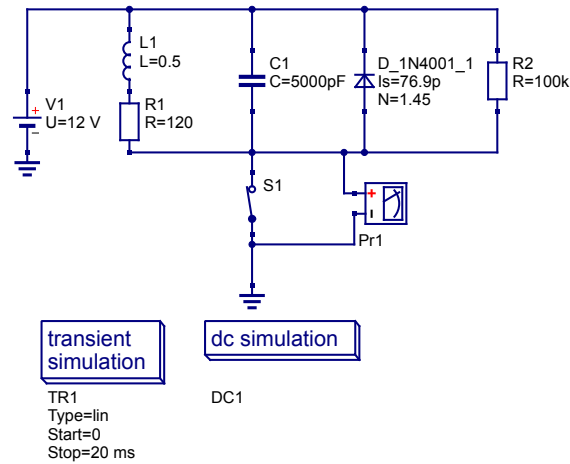 L1
L=0.5
C1
C=5000pF
D_1N4001_1
Is=76.9p
N=1.45
R2
R=100k
V1
U=12 V
R1
R=120
S1
Pr1
transient
simulation
dc simulation
TR1
Type=lin
Start=0
Stop=20 ms
DC1